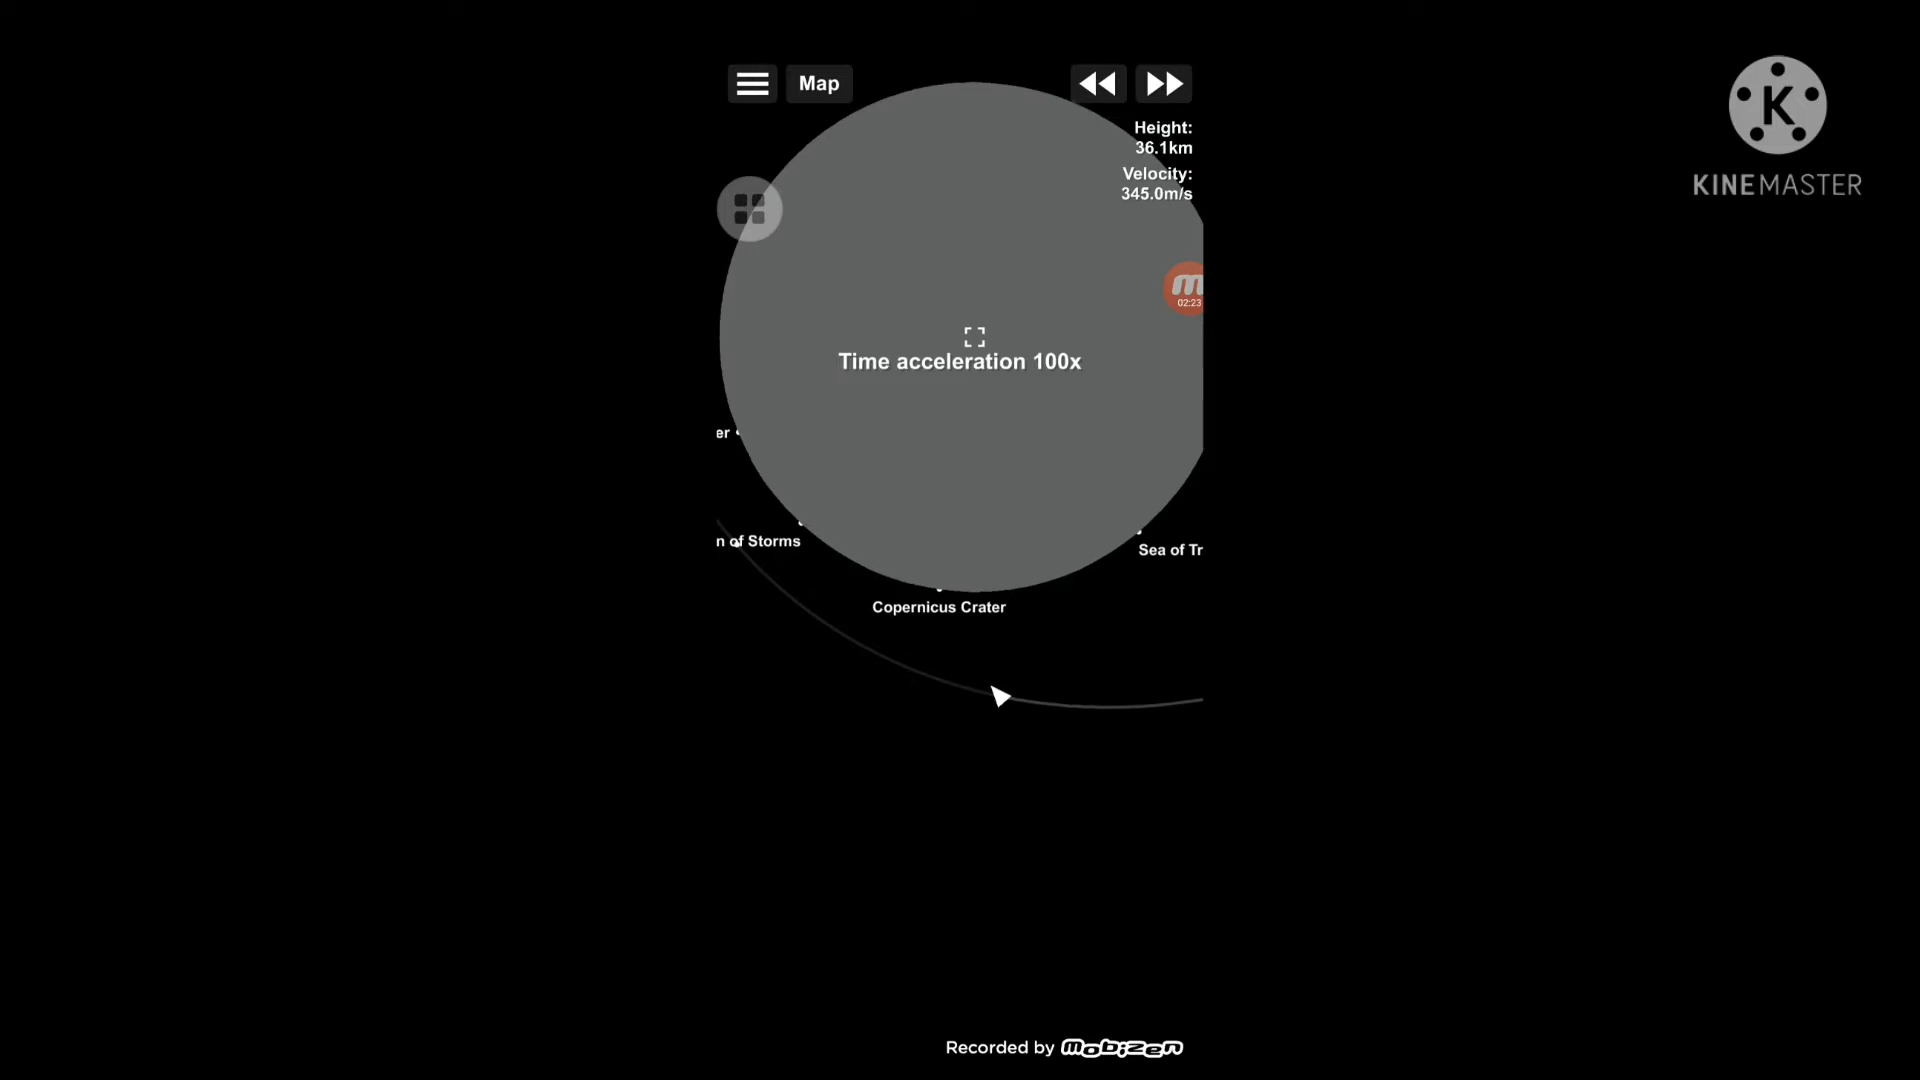 Map
Height:
36.1km
Velocity:
345.0m/s
K
KINEMASTER
02:23
Time acceleration 100x
er
n of Storms
Sea of Tr
Copernicus Crater
Recorded by mobizen